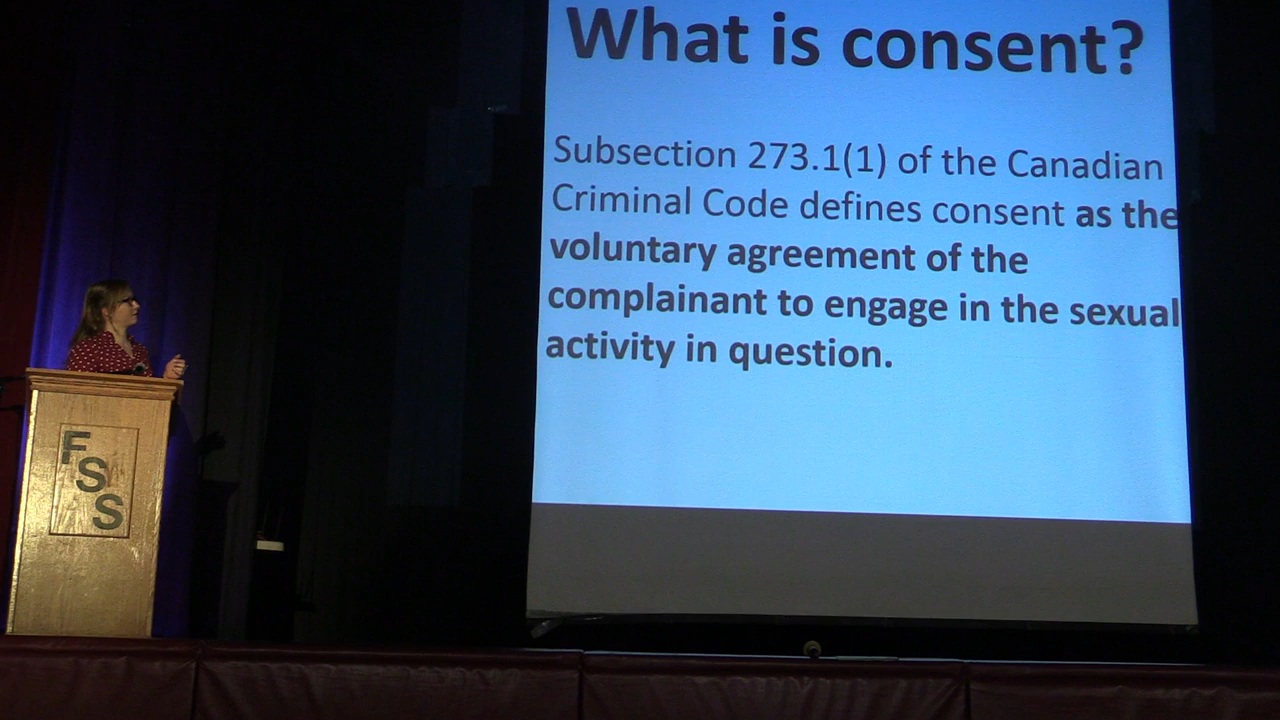 What is consent?
Subsection 273.1(1) of the Canadian
Criminal Code defines consent as the
voluntary agreement of the
complainant to engage in the sexual
activity in question.
F
S
S